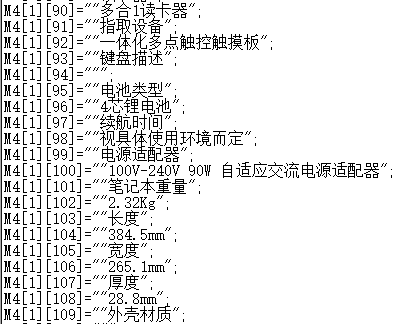 M4[1][90]=""多合1读卡器";
M4[1][91]=""指取设备";
M4[1][92]=""一体化多点触控触摸板";
M4[1][93]=""键盘描述";
M4[1][94]=""";
M4[1][95]=""电池类型";
M4[1][96]=""4芯锂电池";
M4[1][97]=""续航时间";
M4[1][98]=""视具体使用环境而定";
M4[1][99]=""电源适配器";
M4[1][100]=""100V-240V 90W 自适应交流电源适配器";
M4[1][101]=""笔记本重量";
M4[1][102]=""2.32Kg";
M4[1][103]=""长度";
M4[1][104]=""384.5mm";
M4[1][105]=""宽度";
M4[1][106]=""265.1mm";
M4[1][107]=""厚度";
M4[1][108]=""28.8mm";
M4[1][109]=""外壳材质";